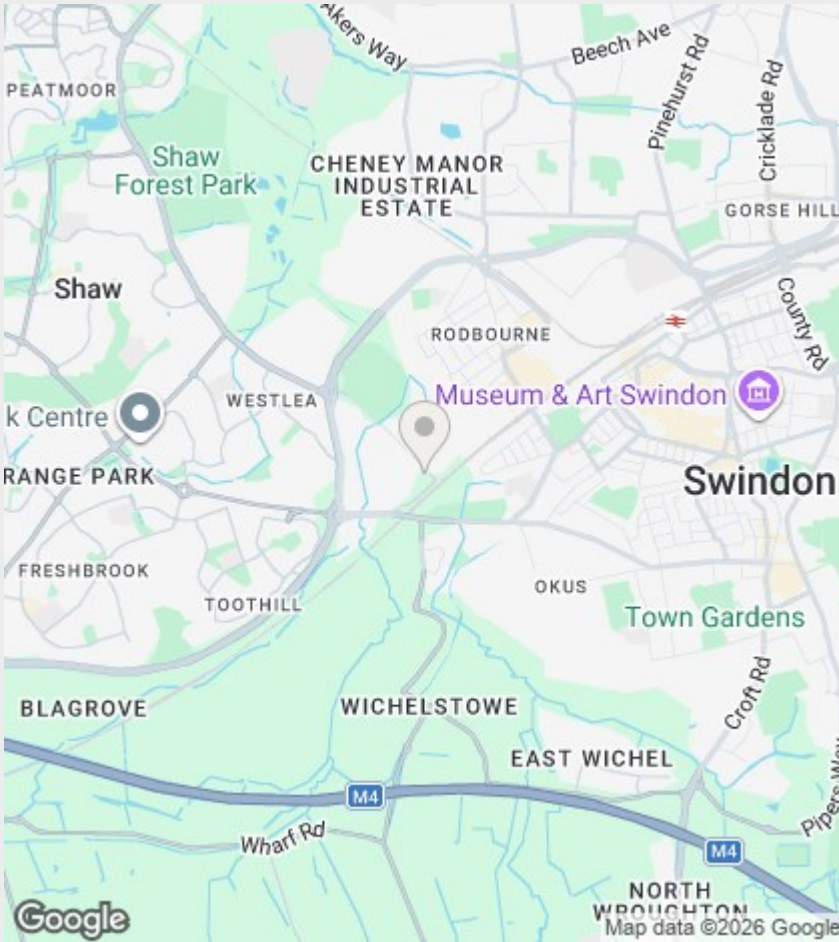 Akers Way
Beech Ave
Pinehurst Rd
Cricklade Rd
PEATMOOR
Shaw
Forest Park
CHENEY MANOR
INDUSTRIAL
ESTATE
GORSE HILL
Shaw
County Rd
RODBOURNE
WESTLEA
Museum & Art Swindon
k Centre
RANGE PARK
Swindon
FRESHBROOK
OKUS
TOOTHILL
Town Gardens
Croft Rd
BLAGROVE
WICHELSTOWE
EAST WICHEL
M4
Wharf Rd
M4
NORTH
WROUGHTON
Google
Map data ©2026 Google